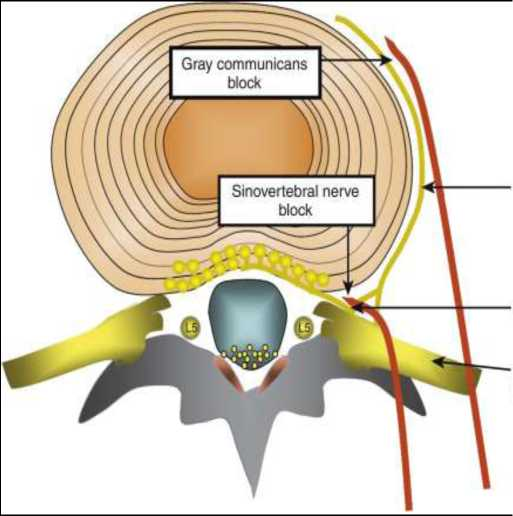 Gray communicans
block
Sinovertebral nerve
block
L5 L5